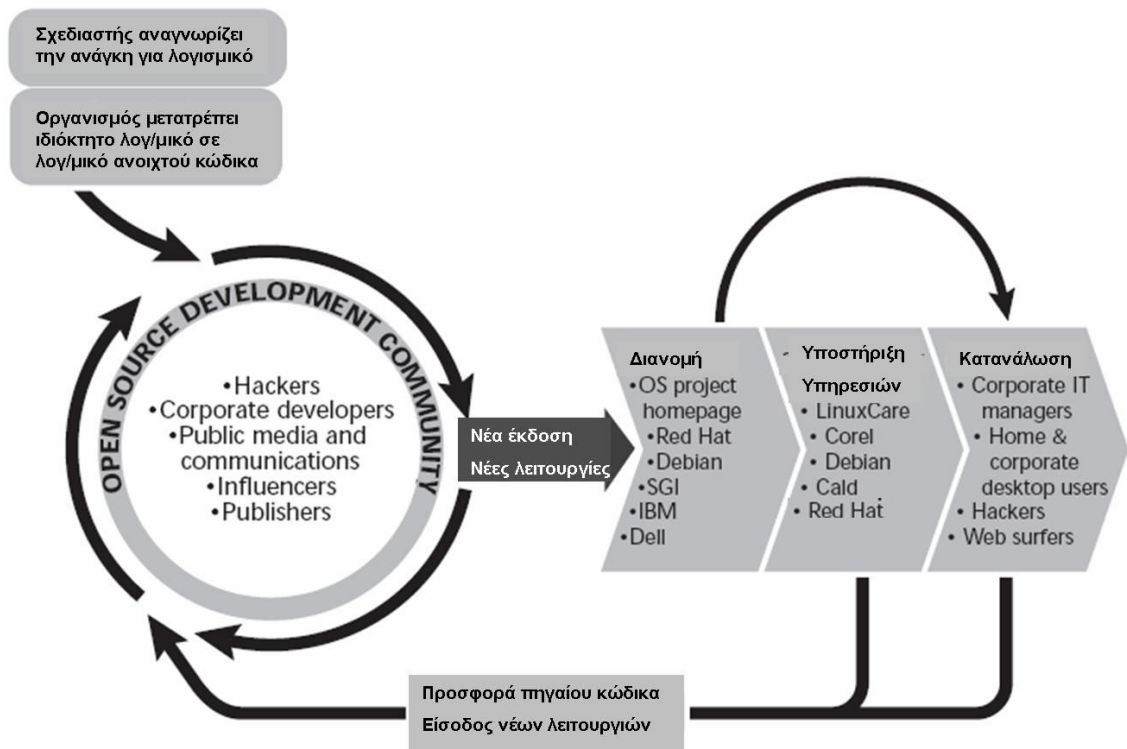 Σχεδιαστής αναγνωρίζει
την ανάγκη για λογισμικό
Οργανισμός μετατρέπει
ιδιόκτητο λογ/μικό σε
λογ/μικό ανοιχτού κώδικα
OPEN SOURCE DEVELOPMENT COMMUNITY
•Hackers
•Corporate developers
•Public media and
communications
•Influencers
•Publishers
Νέα έκδοση
Νέες λειτουργίες
Διανομή
•OS project
homepage
•Red Hat
•Debian
•SGI
•IBM
•Dell
Υποστήριξη
Υπηρεσιών
• LinuxCare
• Corel
• Debian
• Cald
• Red Hat
Κατανάλωση
• Corporate IT
managers
• Home &
corporate
desktop users
• Hackers
• Web surfers
Προσφορά πηγαίου κώδικα
Είσοδος νέων λειτουργιών